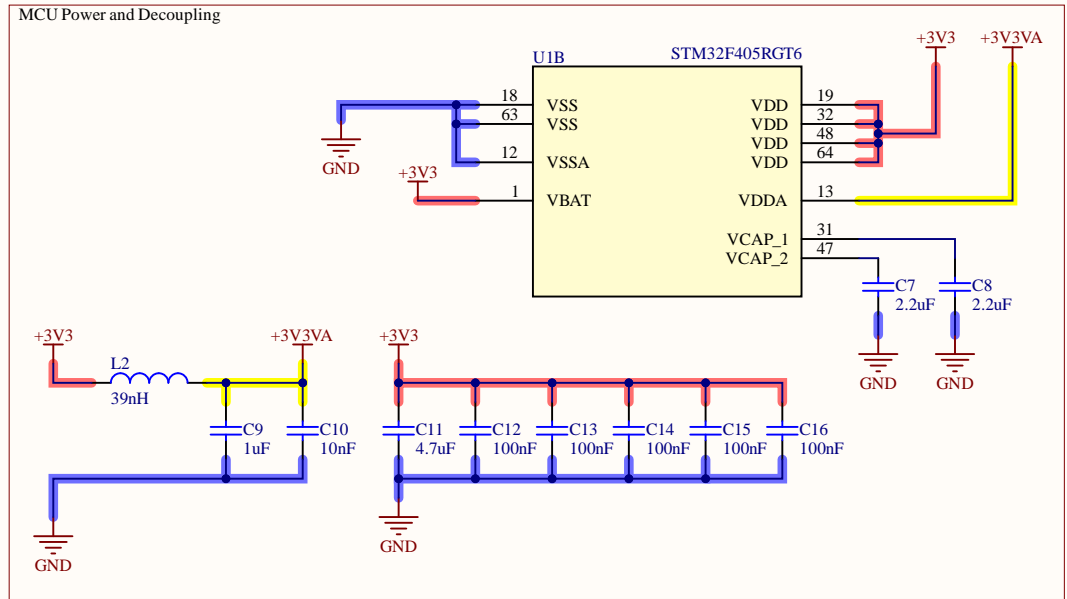 MCU Power and Decoupling
U1B
STM32F405RGT6
+3V3
+3V3VA
18
VSS
VDD
19
63
VSS
VDD
32
VDD
48
12
VSSA
VDD
64
GND
+3V3
1
VBAT
VDDA
13
VCAP_1
31
VCAP_2
47
C7
2.2uF
C8
2.2uF
GND
GND
+3V3
+3V3VA
+3V3
L2
39nH
C9
1uF
C10
10nF
C11
4.7uF
C12
100nF
C13
100nF
C14
100nF
C15
100nF
C16
100nF
GND
GND